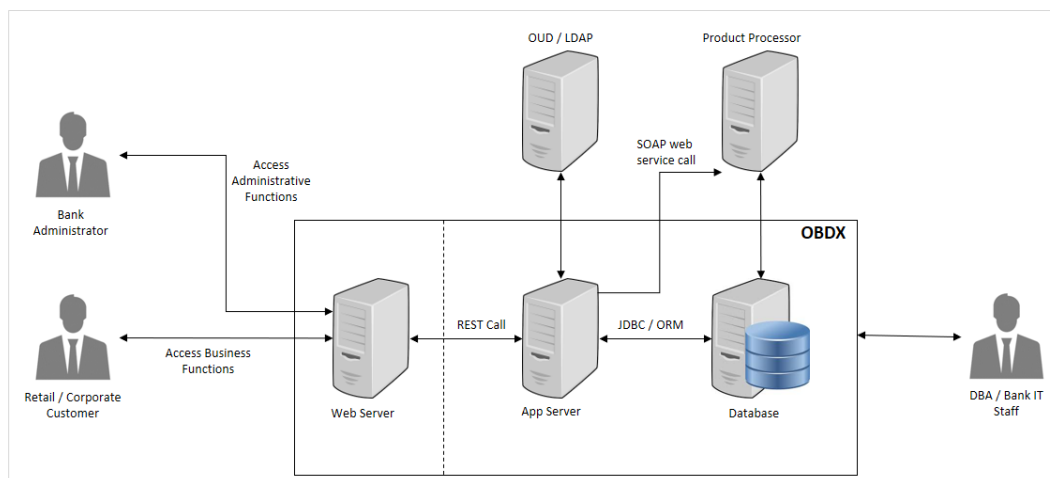 OUD / LDAP
Product Processor
SOAP web
service call
Access
Administrative
Functions
Bank
Administrator
OBDX
REST Call
JDBC / ORM
Access Business
Functions
Retail / Corporate
Customer
Web Server
App Server
Database
DBA / Bank IT
Staff